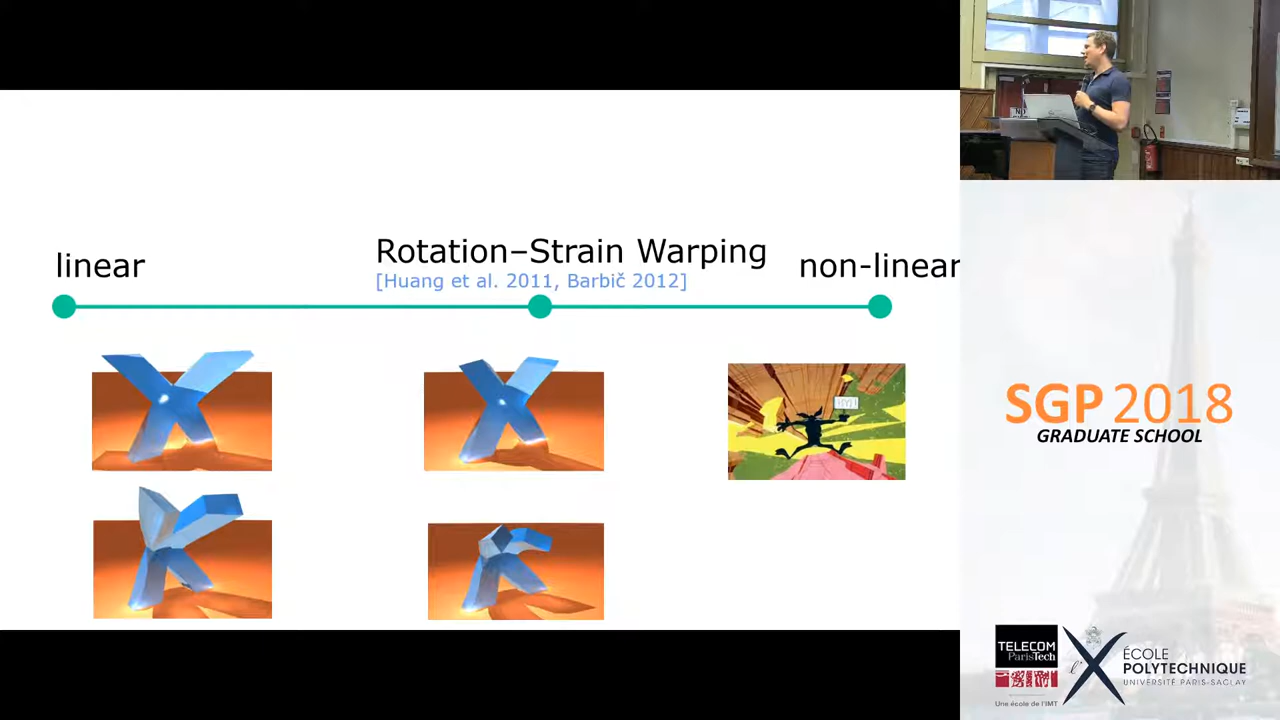 linear
Rotation–Strain Warping
[Huang et al. 2011, Barbič 2012]
non-linear
SGP 2018
GRADUATE SCHOOL
TELECOM
ParisTech
Une école de l'IMT
l'X
ÉCOLE
POLYTECHNIQUE
UNIVERSITÉ PARIS-SACLAY